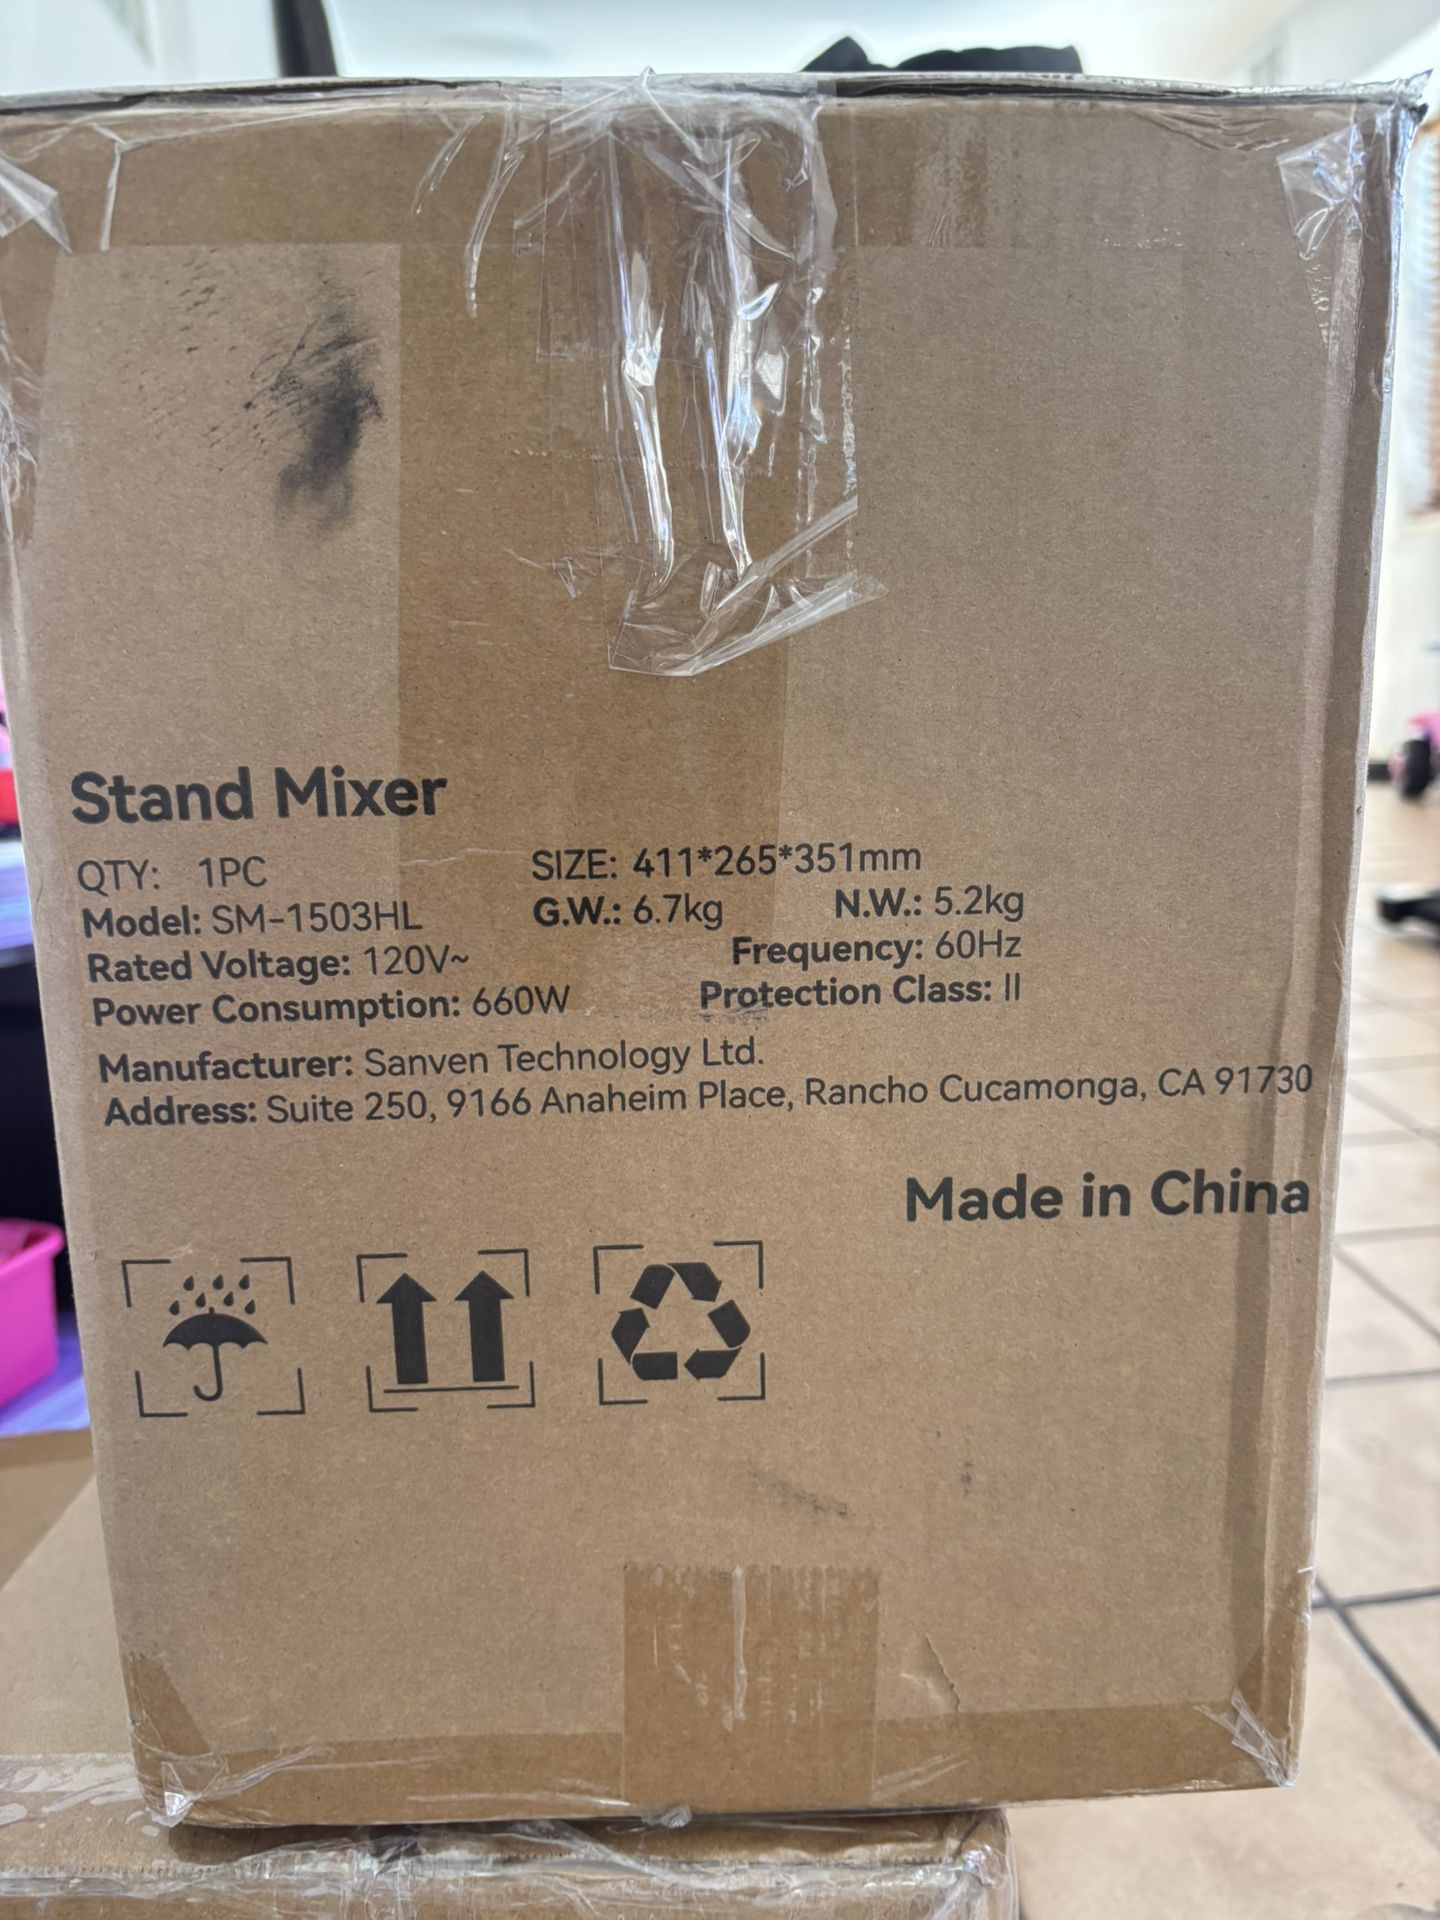 Stand Mixer
QTY: 1PC SIZE: 411*265*351mm
Model: SM-1503HL G.W.: 6.7kg N.W.: 5.2kg
Rated Voltage: 120V~ Frequency: 60Hz
Power Consumption: 660W Protection Class: II
Manufacturer: Sanven Technology Ltd.
Address: Suite 250, 9166 Anaheim Place, Rancho Cucamonga, CA 91730
Made in China